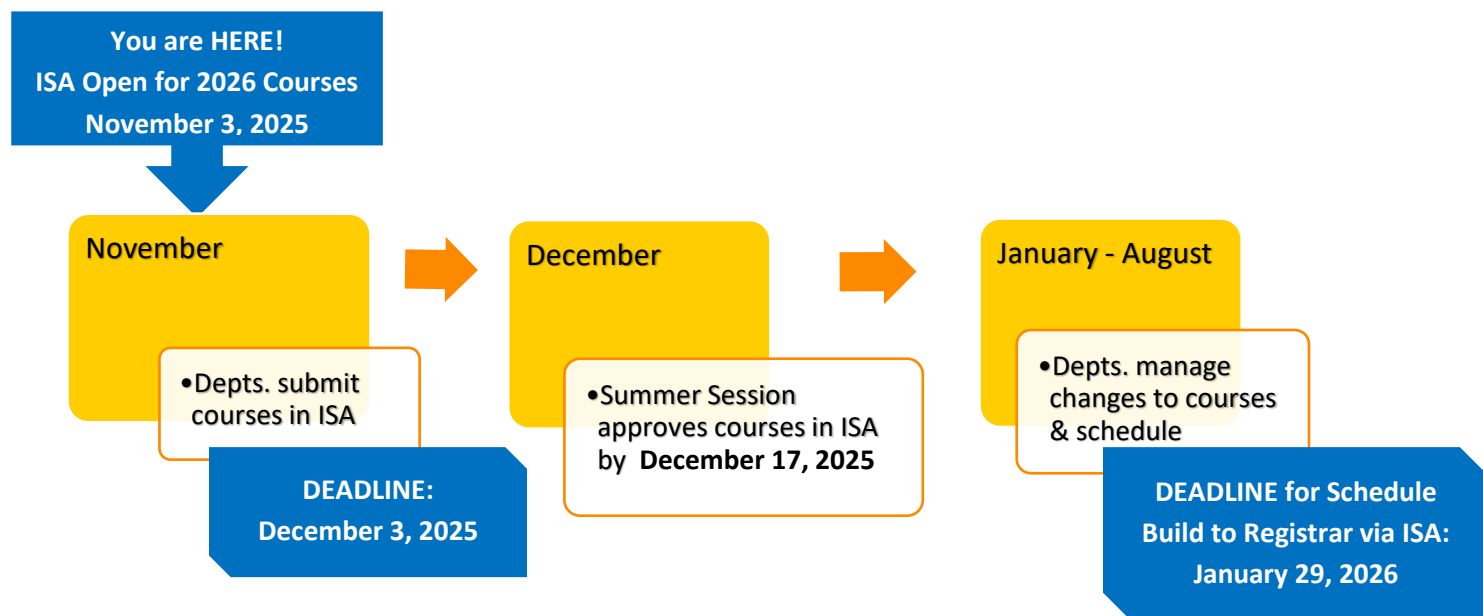 You are HERE!
ISA Open for 2026 Courses
November 3, 2025
November
•Depts. submit
courses in ISA
DEADLINE:
December 3, 2025
December
•Summer Session
approves courses in ISA
by December 17, 2025
January - August
•Depts. manage
changes to courses
& schedule
DEADLINE for Schedule
Build to Registrar via ISA:
January 29, 2026